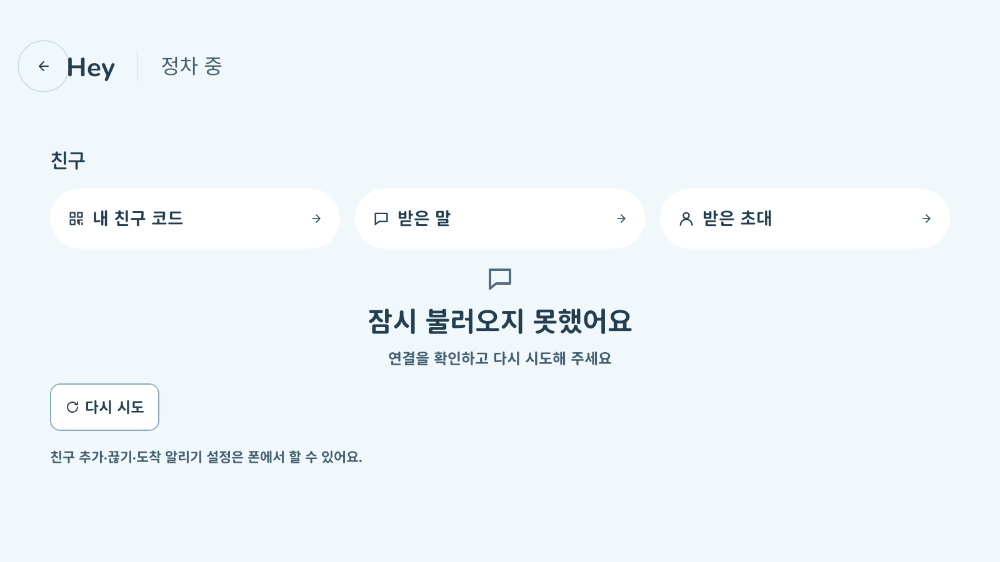 Hey
정차 중
친구
내 친구 코드
받은 말
받은 초대
잠시 불러오지 못했어요
연결을 확인하고 다시 시도해 주세요
다시 시도
친구 추가·끊기·도착 알리기 설정은 폰에서 할 수 있어요.